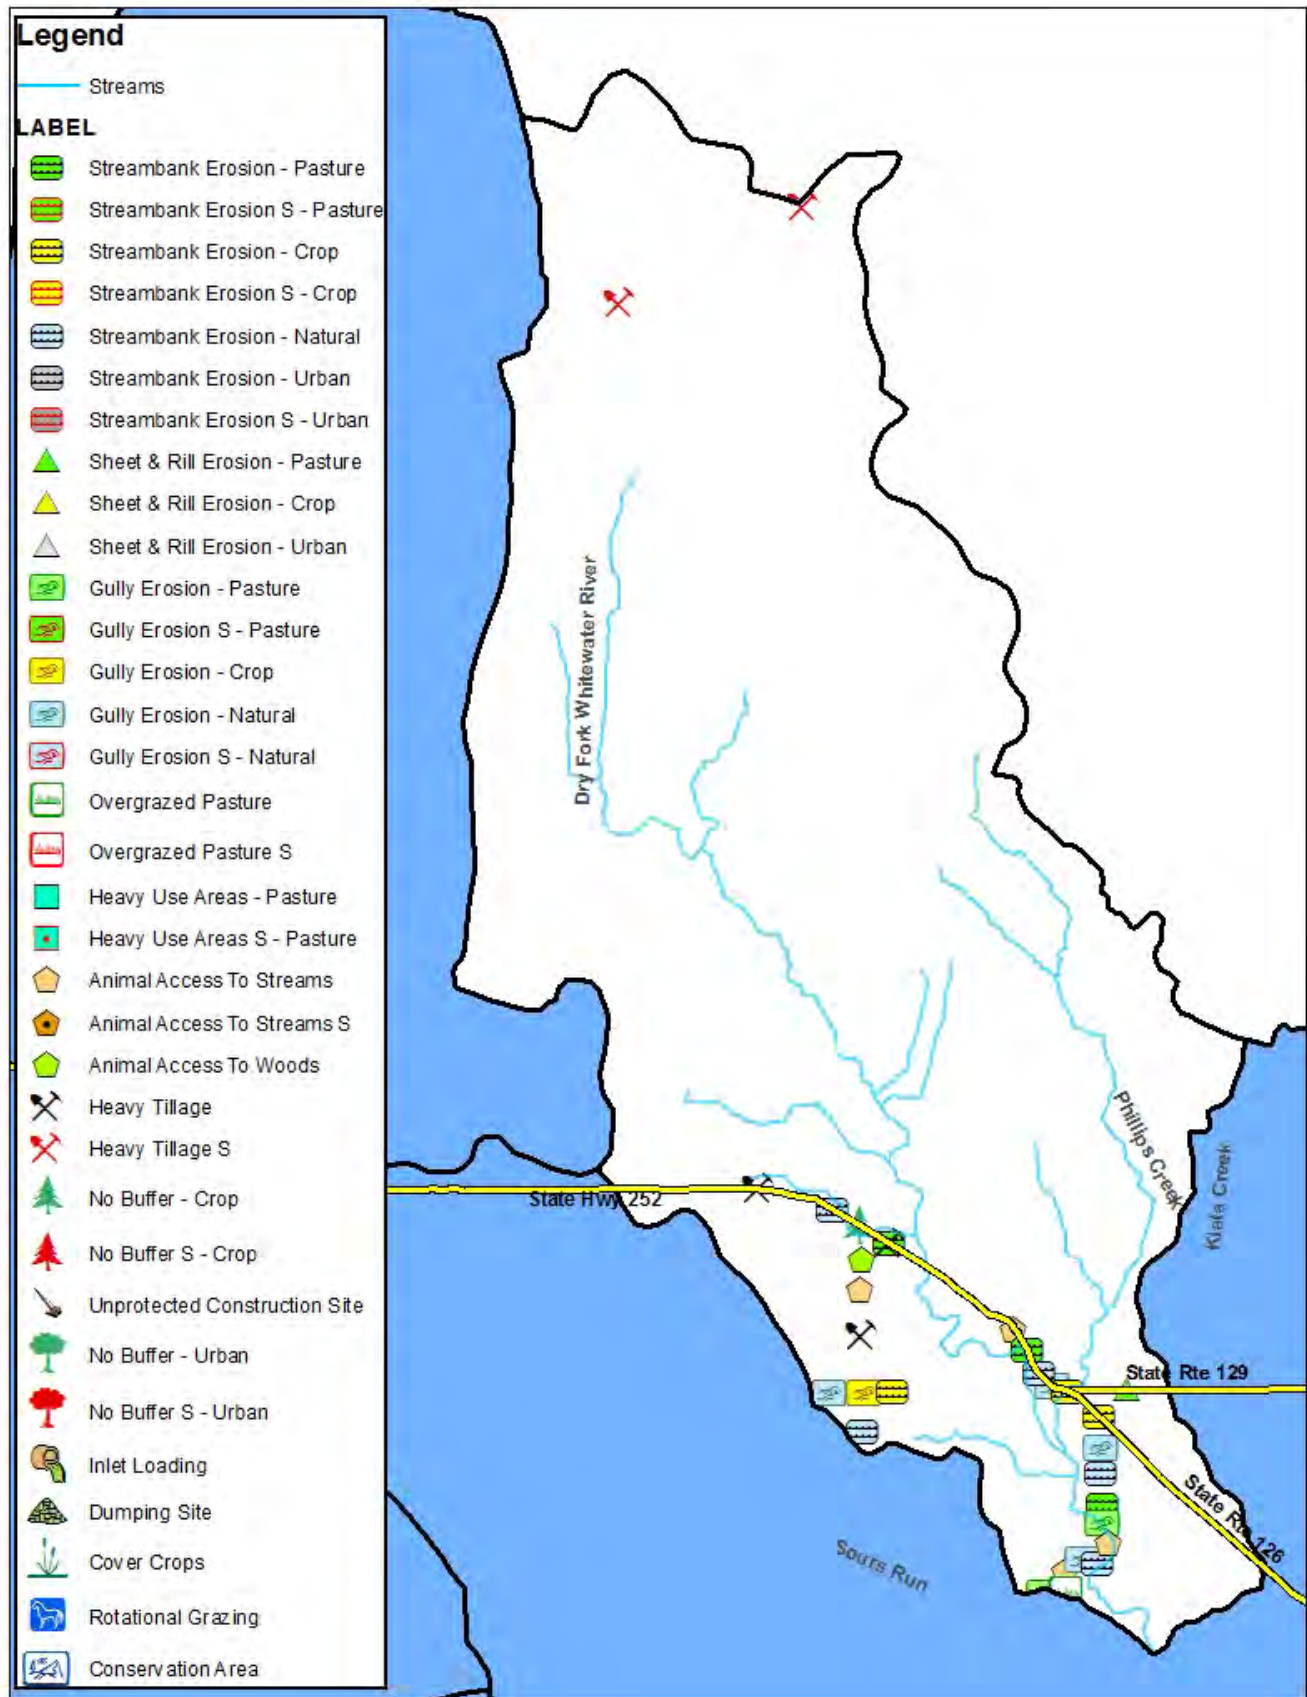 Legend
Streams
LABEL
Streambank Erosion - Pasture
Streambank Erosion S - Pasture
Streambank Erosion - Crop
Streambank Erosion S - Crop
Streambank Erosion - Natural
Streambank Erosion - Urban
Streambank Erosion S - Urban
Sheet & Rill Erosion - Pasture
Sheet & Rill Erosion - Crop
Sheet & Rill Erosion - Urban
Gully Erosion - Pasture
Gully Erosion S - Pasture
Gully Erosion - Crop
Gully Erosion - Natural
Gully Erosion S - Natural
Overgrazed Pasture
Overgrazed Pasture S
Heavy Use Areas - Pasture
Heavy Use Areas S - Pasture
Animal Access To Streams
Animal Access To Streams S
Animal Access To Woods
Heavy Tillage
Heavy Tillage S
No Buffer - Crop
No Buffer S - Crop
Unprotected Construction Site
No Buffer - Urban
No Buffer S - Urban
Inlet Loading
Dumping Site
Cover Crops
Rotational Grazing
Conservation Area
Dry Fork Whitewater River
Phillips Creek
Klala Creek
State Hwy 252
State Rte 129
State Rte 126
Sours Run